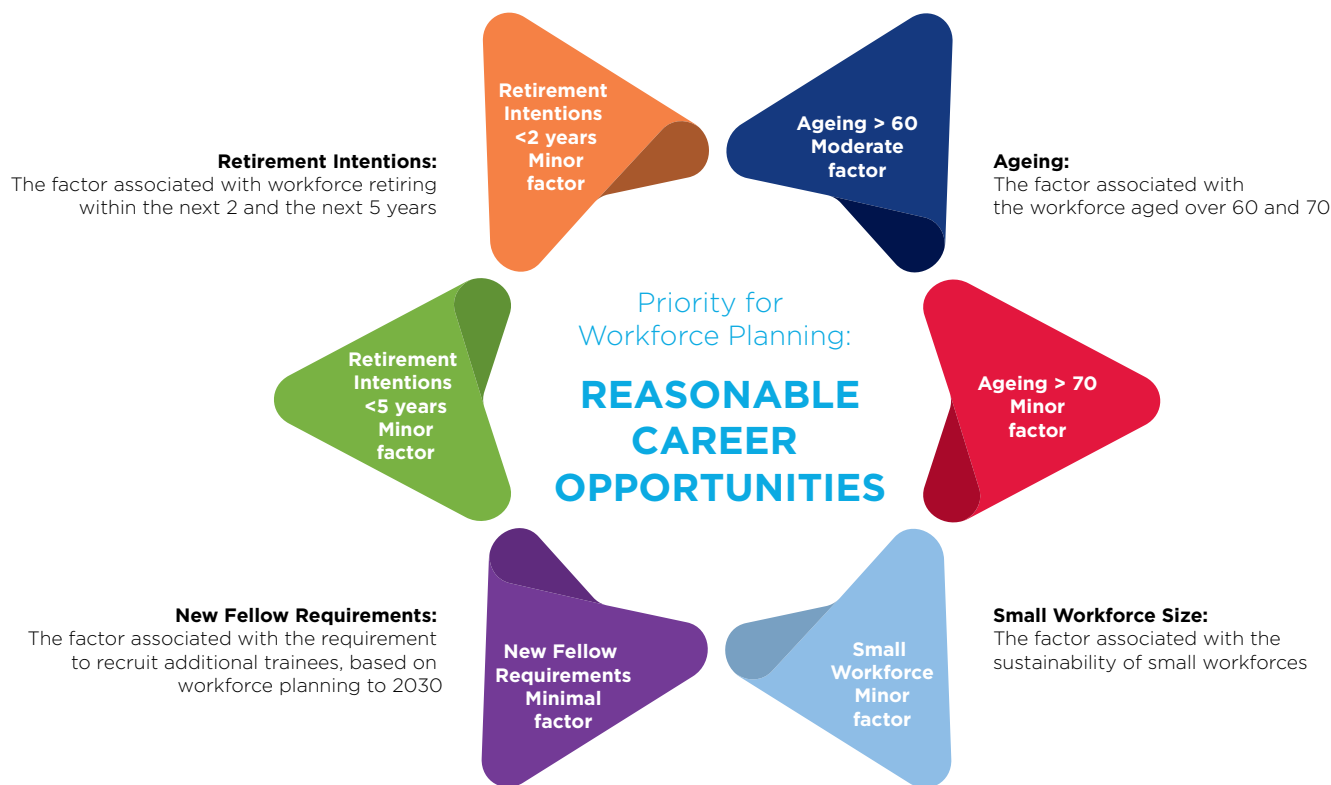 Retirement
Intentions
<2 years
Minor
factor
Ageing > 60
Moderate
factor
Retirement Intentions:
The factor associated with workforce retiring
within the next 2 and the next 5 years
Ageing:
The factor associated with
the workforce aged over 60 and 70
Priority for
Workforce Planning:
REASONABLE
CAREER
OPPORTUNITIES
Retirement
Intentions
<5 years
Minor
factor
Ageing > 70
Minor
factor
New Fellow Requirements:
The factor associated with the requirement
to recruit additional trainees, based on
workforce planning to 2030
New Fellow
Requirements
Minimal
factor
Small
Workforce
Minor
factor
Small Workforce Size:
The factor associated with the
sustainability of small workforces